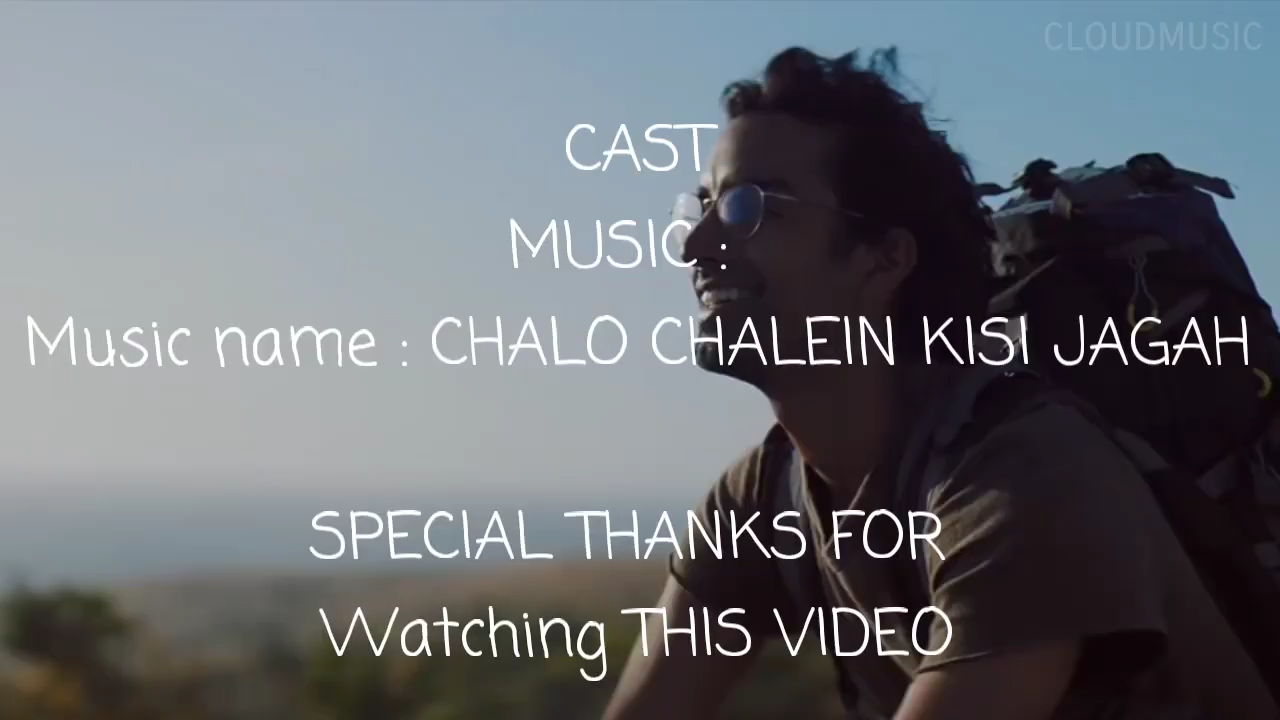 CLOUDMUSIC
CAST
MUSIC :
Music name : CHALO CHALEIN KISI JAGAH
SPECIAL THANKS FOR
Watching THIS VIDEO